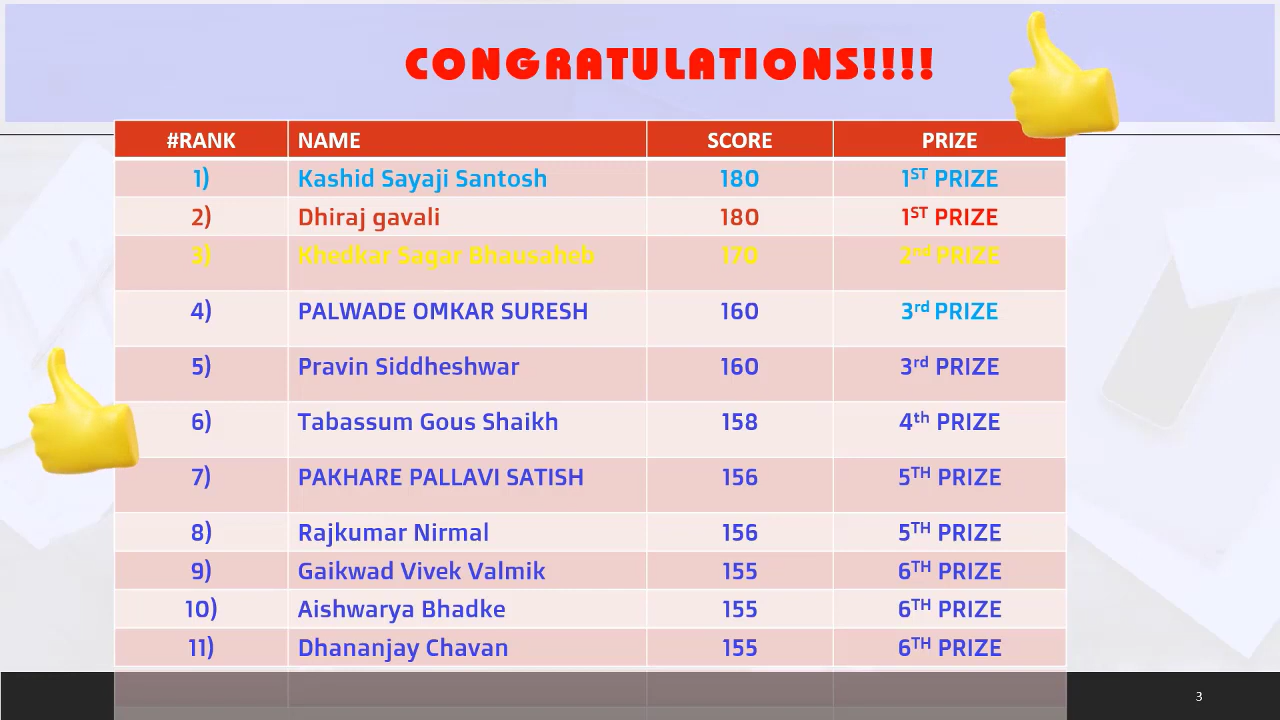 CONGRATULATIONS!!!!
#RANK NAME SCORE PRIZE
1) Kashid Sayaji Santosh 180 1ST PRIZE
2) Dhiraj gavali 180 1ST PRIZE
3) Khedkar Sagar Bhausaheb 170 2nd PRIZE
4) PALWADE OMKAR SURESH 160 3rd PRIZE
5) Pravin Siddheshwar 160 3rd PRIZE
6) Tabassum Gous Shaikh 158 4th PRIZE
7) PAKHARE PALLAVI SATISH 156 5TH PRIZE
8) Rajkumar Nirmal 156 5TH PRIZE
9) Gaikwad Vivek Valmik 155 6TH PRIZE
10) Aishwarya Bhadke 155 6TH PRIZE
11) Dhananjay Chavan 155 6TH PRIZE
3